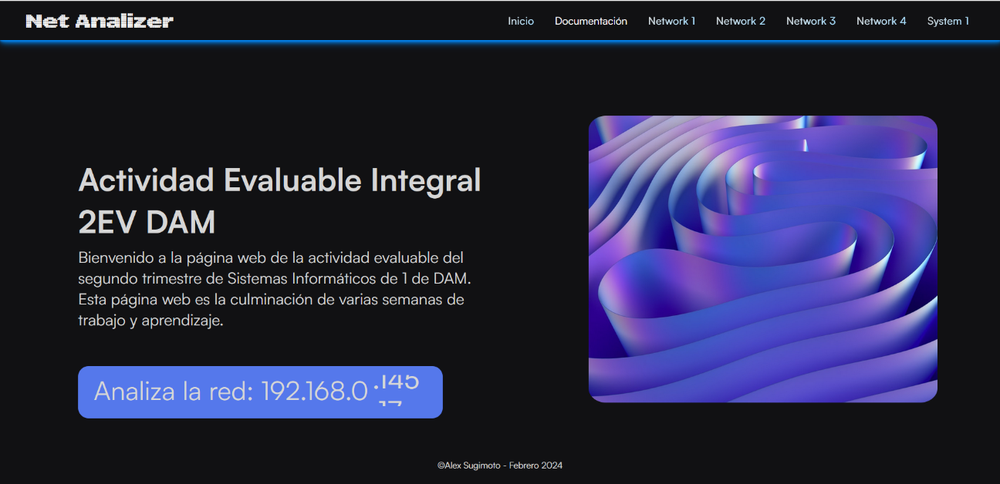 Net Analizer
Inicio Documentación Network 1 Network 2 Network 3 Network 4 System 1
Actividad Evaluable Integral
2EV DAM
Bienvenido a la página web de la actividad evaluable del
segundo trimestre de Sistemas Informáticos de 1 de DAM.
Esta página web es la culminación de varias semanas de
trabajo y aprendizaje.
Analiza la red: 192.168.0 .145
©Alex Sugimoto - Febrero 2024